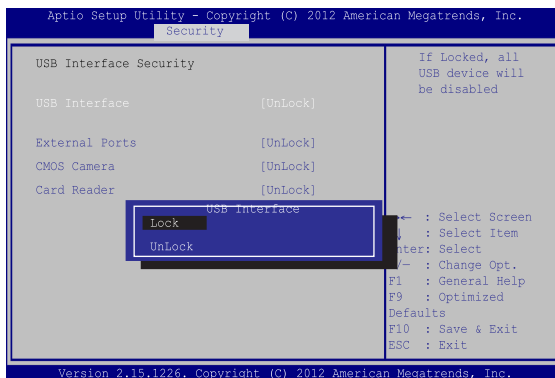 Aptio Setup Utility - Copyright (C) 2012 American Megatrends, Inc.
Security
USB Interface Security
USB Interface [UnLock]
External Ports [UnLock]
CMOS Camera [UnLock]
Card Reader [UnLock]
USB Interface
Lock
UnLock
If Locked, all
USB device will
be disabled
← : Select Screen
: Select Item
nter: Select
/— : Change Opt.
F1 : General Help
F9 : Optimized
Defaults
F10 : Save & Exit
ESC : Exit
Version 2.15.1226. Copyright (C) 2012 American Megatrends, Inc.